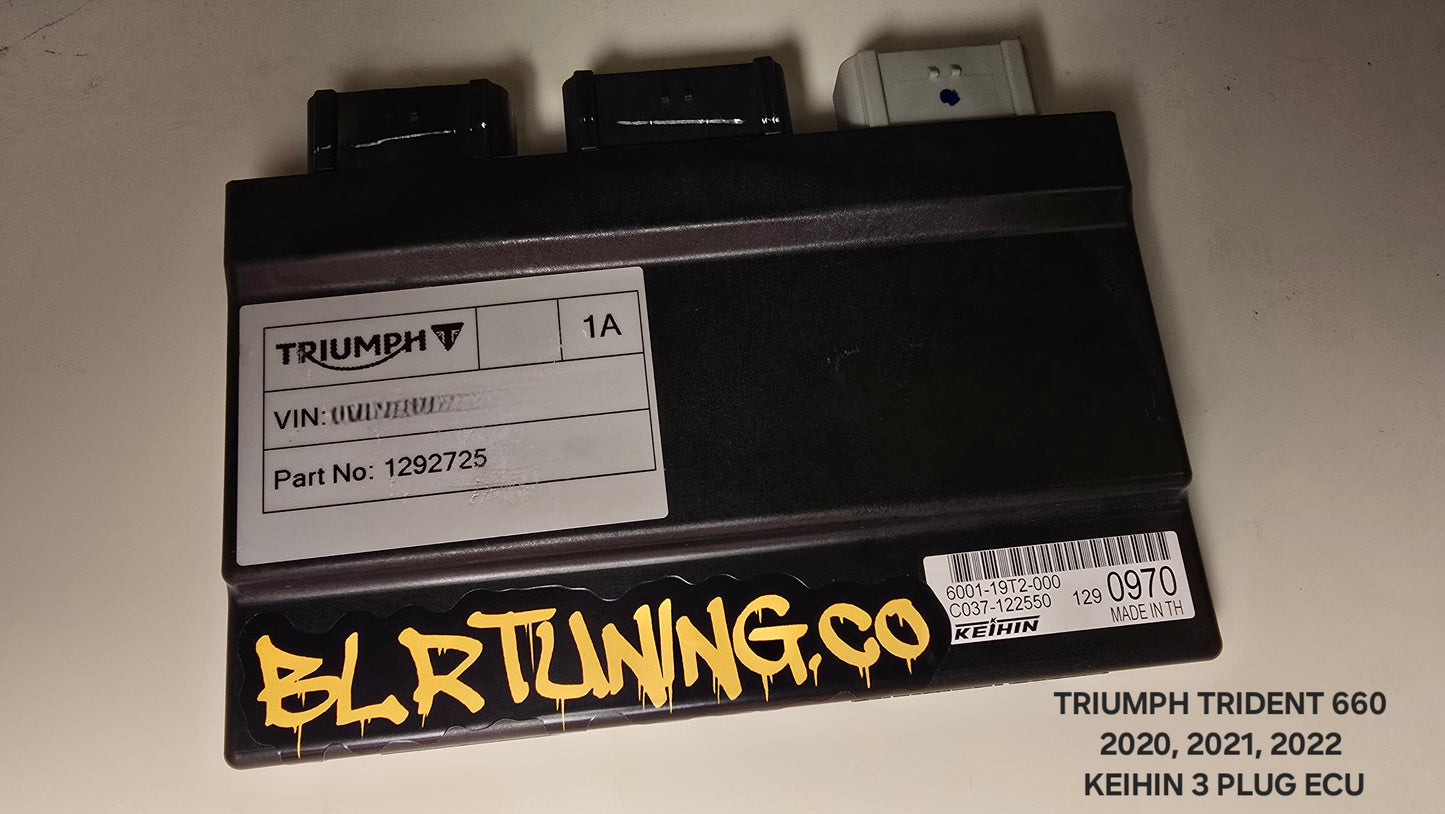 TRIUMPH
1A
VIN:
Part No: 1292725
6001-19T2-000
C037-122550
129 0970
KEIHIN
MADE IN TH
BLRTUNING.CO
TRIUMPH TRIDENT 660
2020, 2021, 2022
KEIHIN 3 PLUG ECU